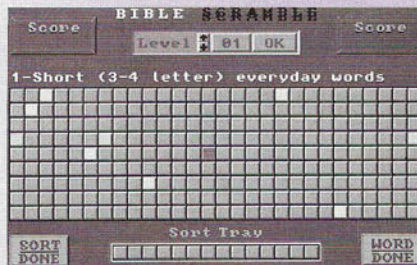 BIBLE SCRAMBLE
Score
Score
Level 01 OK
1-Short (3-4 letter) everyday words
Sort Tray
SORT DONE
WORD DONE